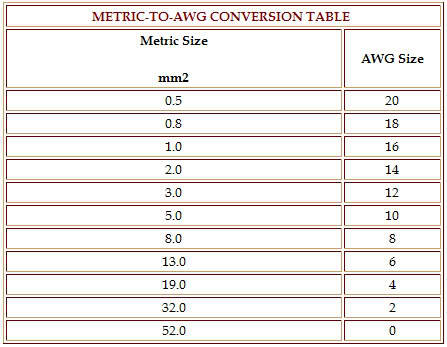 METRIC-TO-AWG CONVERSION TABLE
Metric Size
mm2
AWG Size
0.5 20
0.8 18
1.0 16
2.0 14
3.0 12
5.0 10
8.0 8
13.0 6
19.0 4
32.0 2
52.0 0